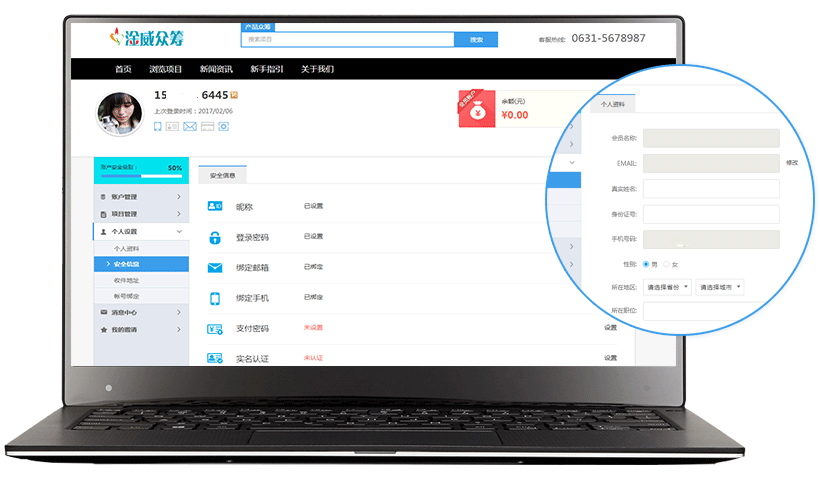 淦威众筹
产品众筹
搜索项目
搜索
客服热线: 0631-5678987
首页 浏览项目 新闻资讯 新手指引 关于我们
15 . 6445
上次登录时间：2017/02/06
余额(元)
¥0.00
账户安全级别： 50%
账户管理
项目管理
个人设置
个人资料
安全信息
收件地址
帐号绑定
消息中心
我的邀请
安全信息
昵称 已设置
登录密码 已设置
绑定邮箱 已绑定
绑定手机 已绑定
支付密码 未设置 设置
实名认证 未认证 设置
个人资料
会员名称:
EMAIL: 修改
真实姓名:
身份证号:
手机号码:
性别: 男 女
所在地区: 请选择省份 请选择城市
所在职位: